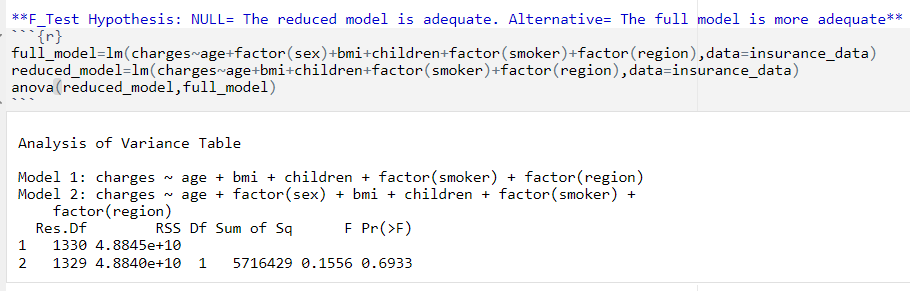 **F_Test Hypothesis: NULL= The reduced model is adequate. Alternative= The full model is more adequate**
```{r}
full_model=lm(charges~age+factor(sex)+bmi+children+factor(smoker)+factor(region),data=insurance_data)
reduced_model=lm(charges~age+bmi+children+factor(smoker)+factor(region),data=insurance_data)
anova(reduced_model,full_model)
```
Analysis of Variance Table
Model 1: charges ~ age + bmi + children + factor(smoker) + factor(region)
Model 2: charges ~ age + factor(sex) + bmi + children + factor(smoker) +
    factor(region)
  Res.Df        RSS Df Sum of Sq      F Pr(>F)
1   1330 4.8845e+10
2   1329 4.8840e+10  1   5716429 0.1556 0.6933